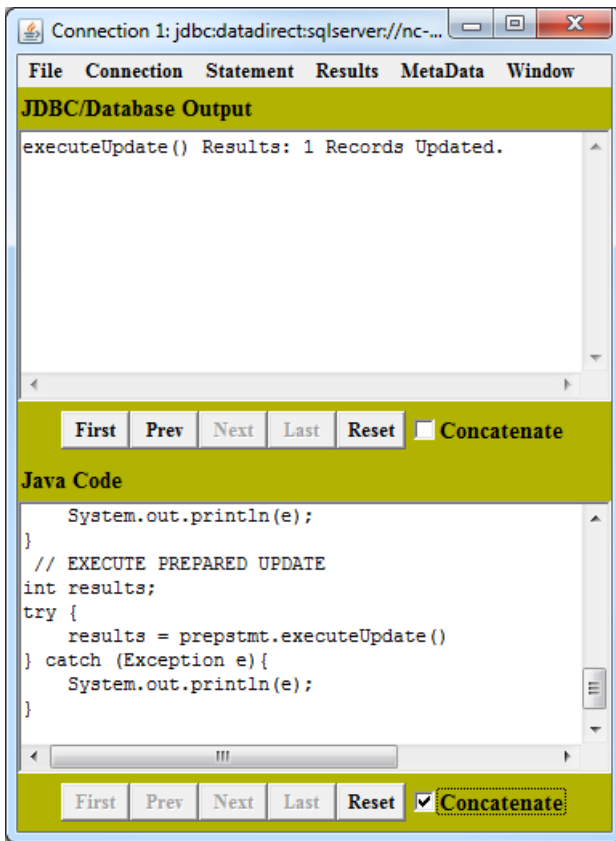 Connection 1: jdbc:datadirect:sqlserver://nc-...
File Connection Statement Results MetaData Window
JDBC/Database Output
executeUpdate() Results: 1 Records Updated.
First Prev Next Last Reset Concatenate
Java Code
    System.out.println(e);
}
 // EXECUTE PREPARED UPDATE
int results;
try {
    results = prepstmt.executeUpdate()
} catch (Exception e){
    System.out.println(e);
}
First Prev Next Last Reset Concatenate